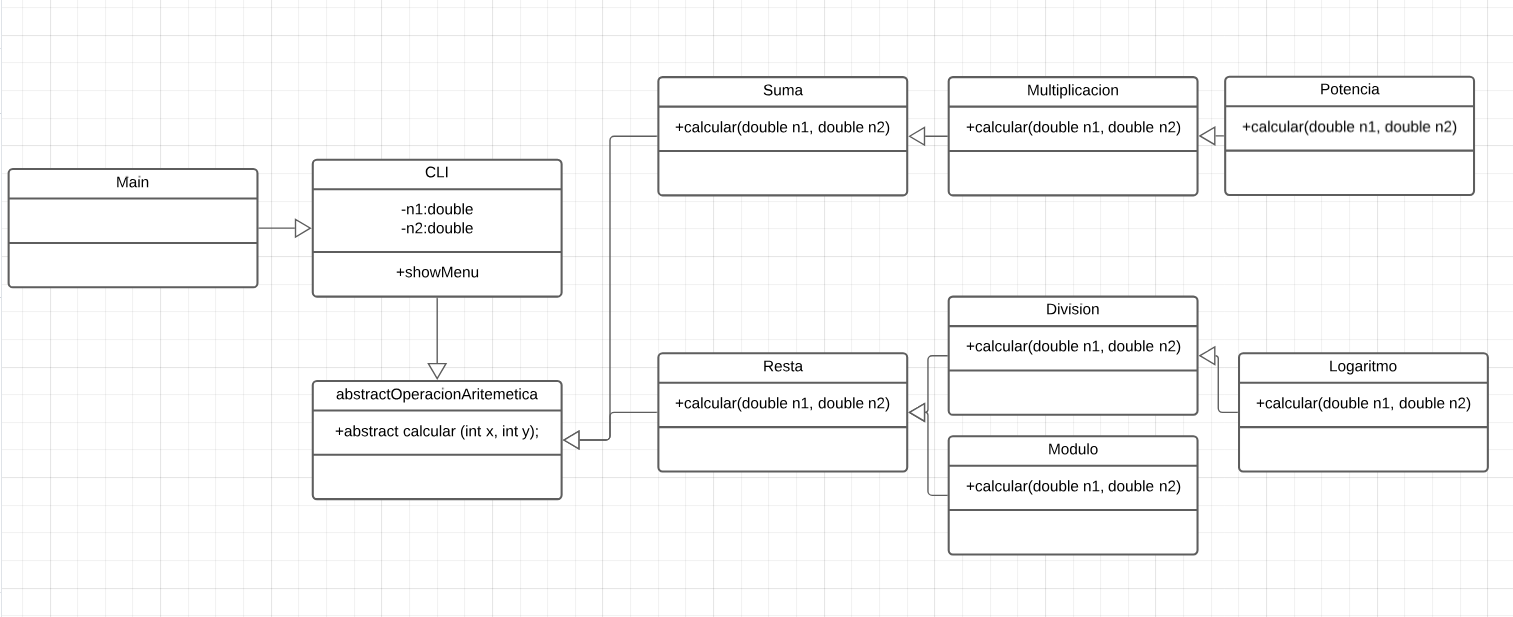 Main
CLI
-n1:double
-n2:double
+showMenu
abstractOperacionAritemetica
+abstract calcular (int x, int y);
Suma
+calcular(double n1, double n2)
Multiplicacion
+calcular(double n1, double n2)
Potencia
+calcular(double n1, double n2)
Resta
+calcular(double n1, double n2)
Division
+calcular(double n1, double n2)
Modulo
+calcular(double n1, double n2)
Logaritmo
+calcular(double n1, double n2)